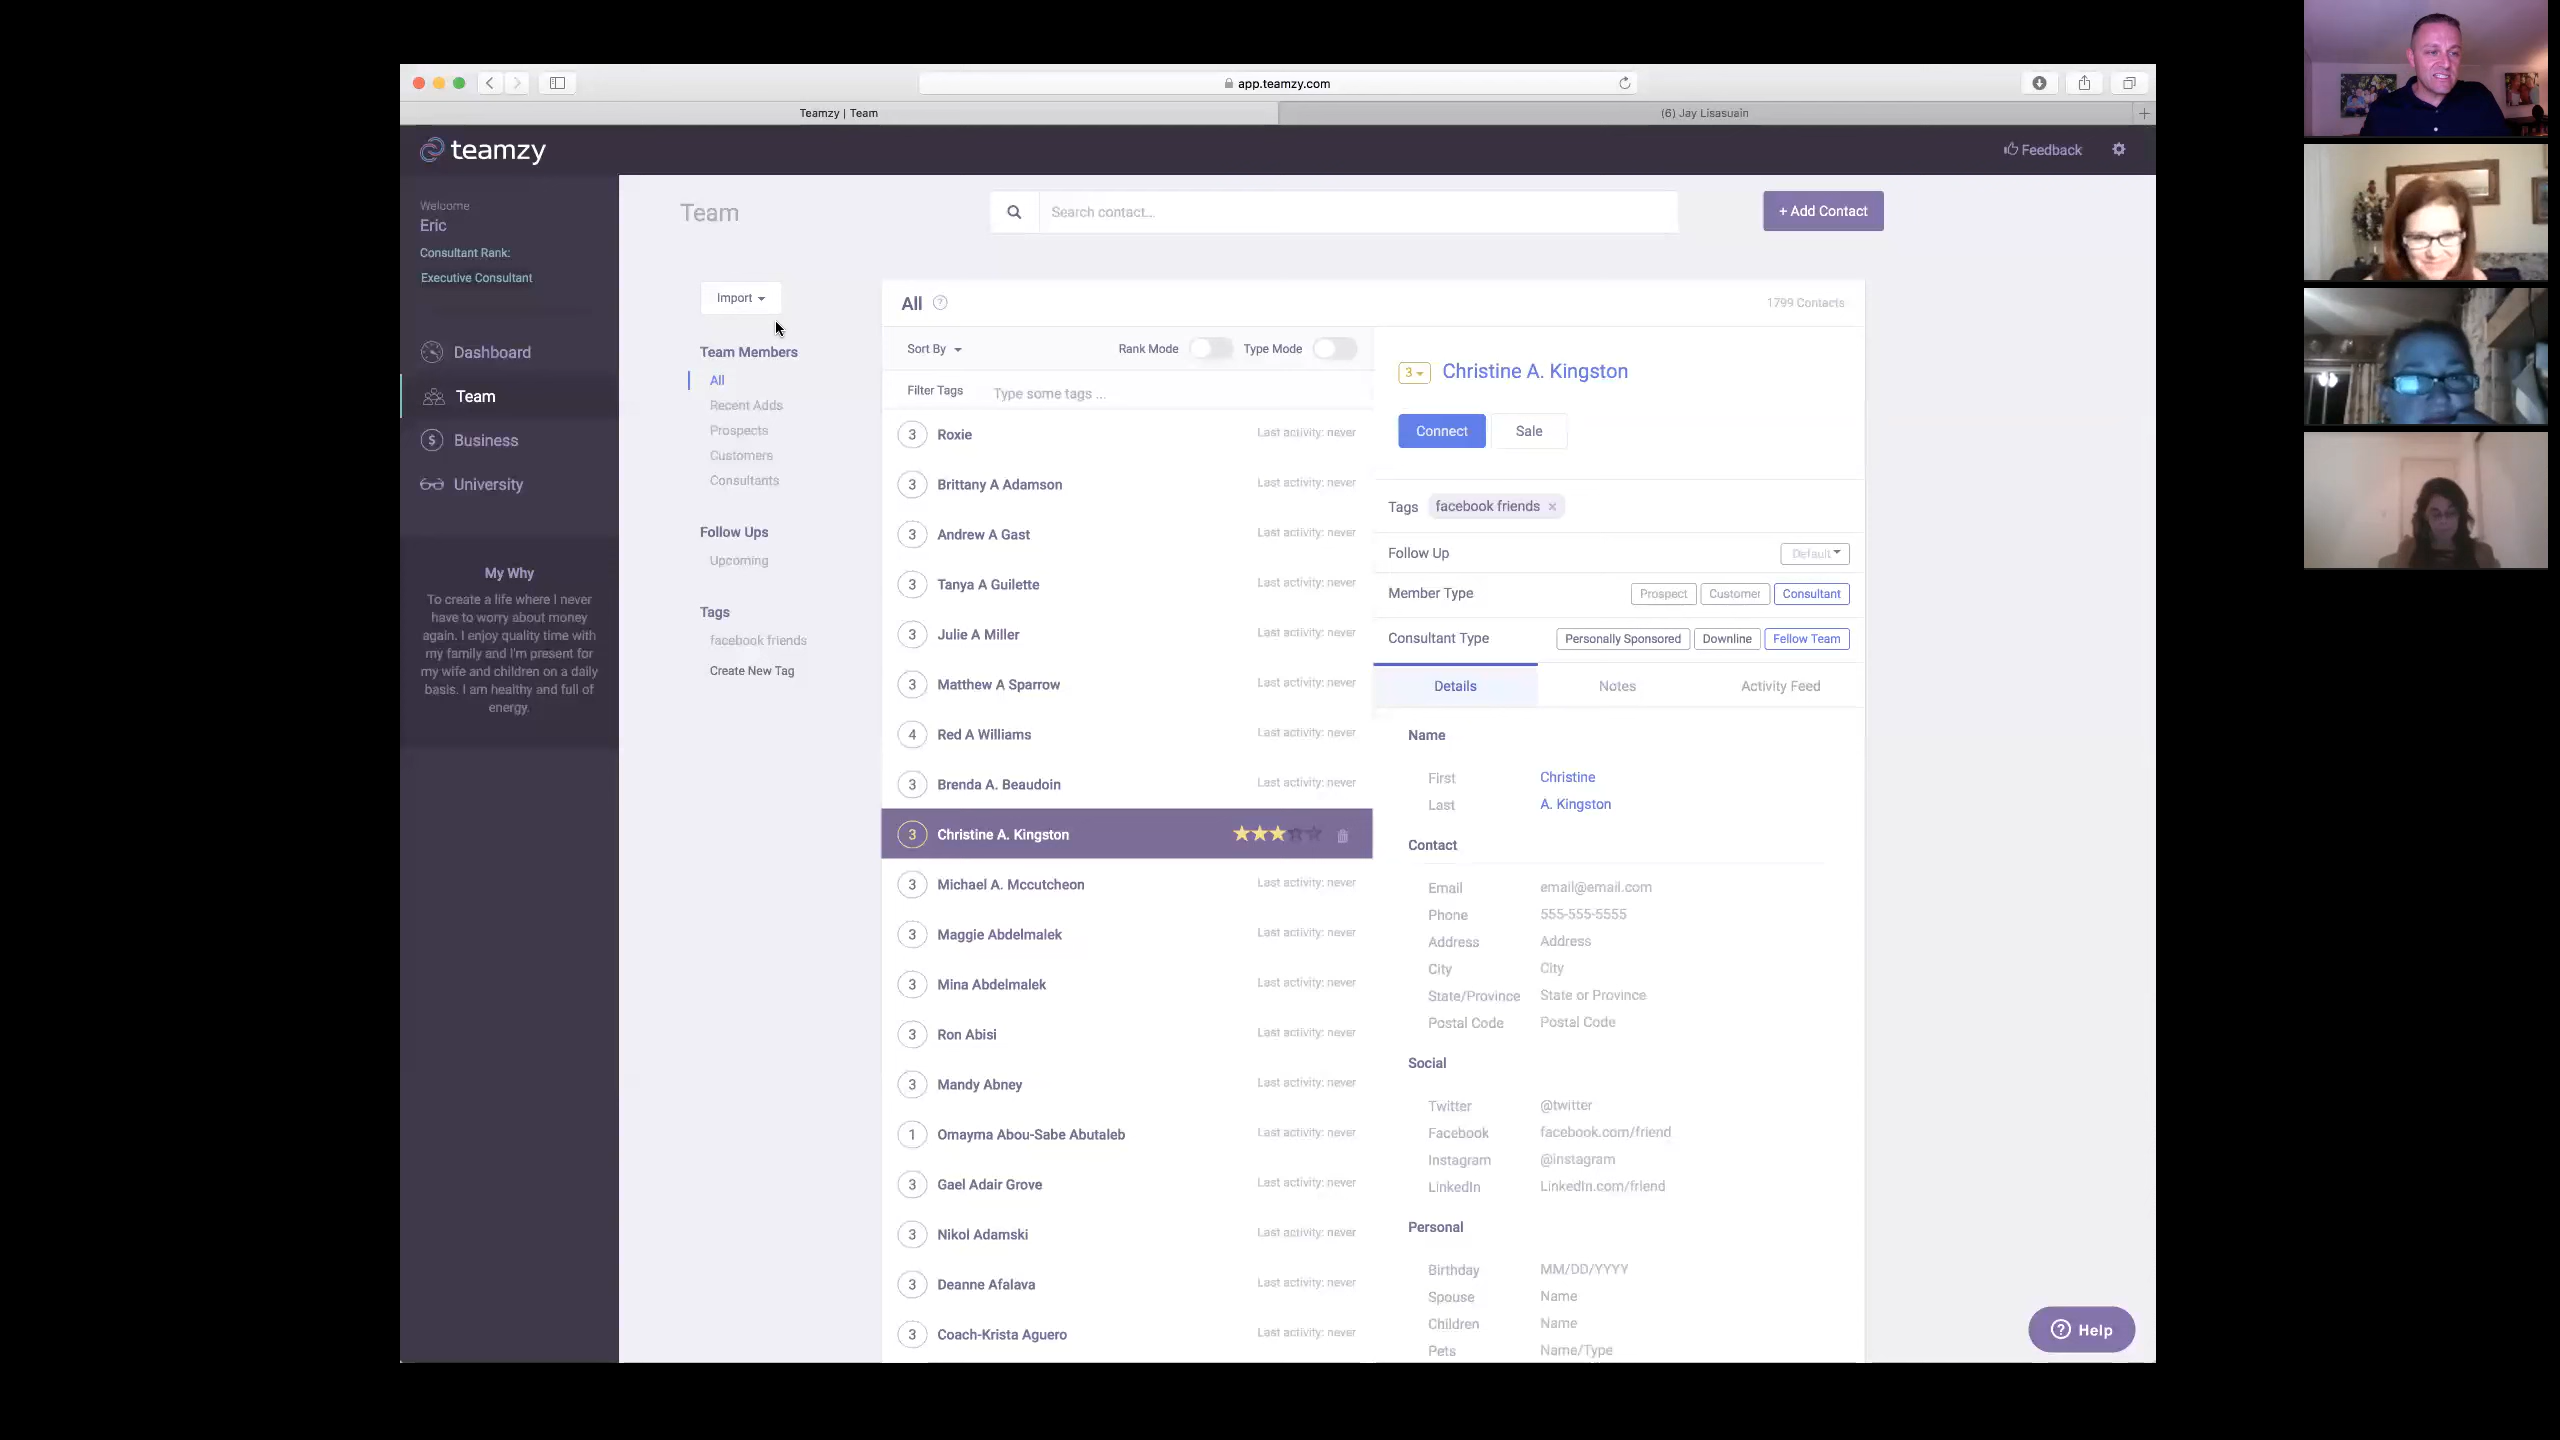 app.teamzy.com
Teamzy | Team
(6) Jay Lisasuain
teamzy
Feedback
Welcome
Eric
Consultant Rank:
Executive Consultant
Dashboard
Team
Business
University
My Why
To create a life where I never
have to worry about money
again. I enjoy quality time with
my family and I'm present for
my wife and children on a daily
basis. I am healthy and full of
energy.
Team
Search contact...
+ Add Contact
Import
Team Members
All
Recent Adds
Prospects
Customers
Consultants
Follow Ups
Upcoming
Tags
facebook friends
Create New Tag
All
1799 Contacts
Sort By
Rank Mode
Type Mode
Filter Tags
Type some tags ...
3 Roxie Last activity: never
3 Brittany A Adamson Last activity: never
3 Andrew A Gast Last activity: never
3 Tanya A Guilette Last activity: never
3 Julie A Miller Last activity: never
3 Matthew A Sparrow Last activity: never
4 Red A Williams Last activity: never
3 Brenda A. Beaudoin Last activity: never
3 Christine A. Kingston
3 Michael A. Mccutcheon Last activity: never
3 Maggie Abdelmalek Last activity: never
3 Mina Abdelmalek Last activity: never
3 Ron Abisi Last activity: never
3 Mandy Abney Last activity: never
1 Omayma Abou-Sabe Abutaleb Last activity: never
3 Gael Adair Grove Last activity: never
3 Nikol Adamski Last activity: never
3 Deanne Afalava Last activity: never
3 Coach-Krista Aguero Last activity: never
3 Christine A. Kingston
Connect
Sale
Tags facebook friends ×
Follow Up Default
Member Type Prospect Customer Consultant
Consultant Type Personally Sponsored Downline Fellow Team
Details Notes Activity Feed
Name
First Christine
Last A. Kingston
Contact
Email email@email.com
Phone 555-555-5555
Address Address
City City
State/Province State or Province
Postal Code Postal Code
Social
Twitter @twitter
Facebook facebook.com/friend
Instagram @instagram
LinkedIn LinkedIn.com/friend
Personal
Birthday MM/DD/YYYY
Spouse Name
Children Name
Pets Name/Type
Help